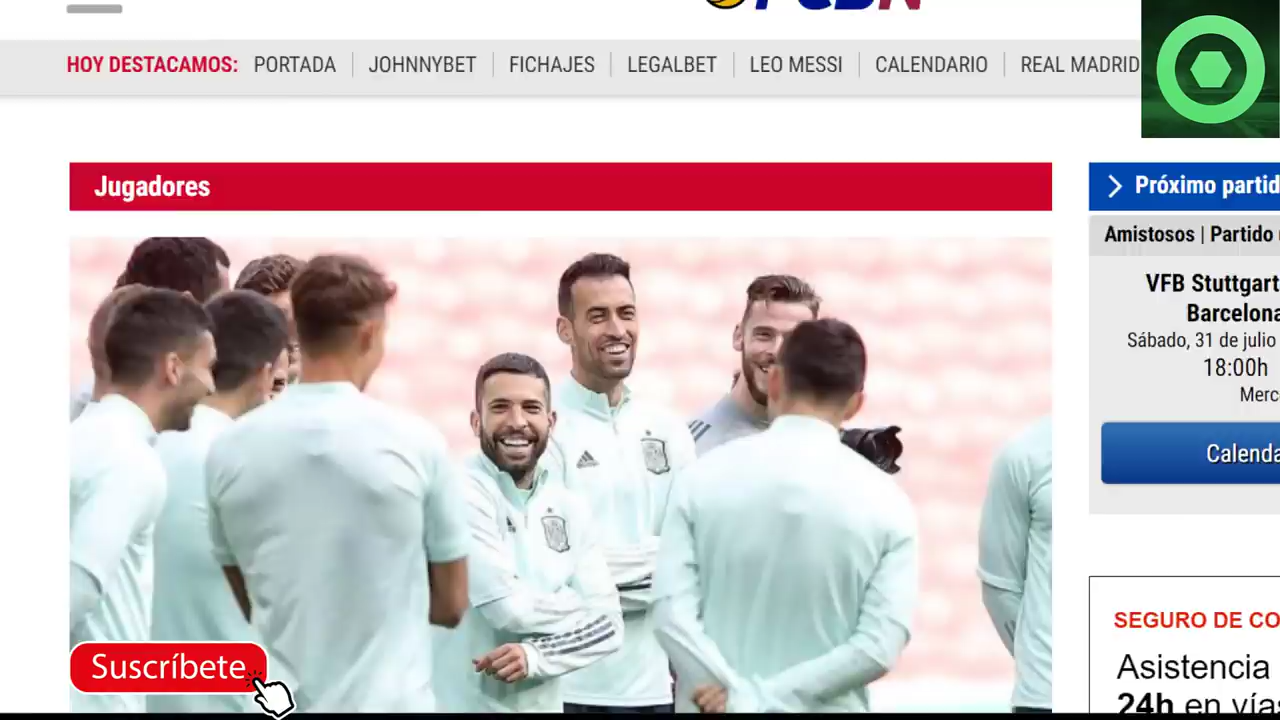 FCBN
HOY DESTACAMOS: PORTADA JOHNNYBET FICHAJES LEGALBET LEO MESSI CALENDARIO REAL MADRID
Jugadores
Próximo partid
Amistosos | Partido
VFB Stuttgart
Barcelona
Sábado, 31 de julio
18:00h
Merc
Calenda
SEGURO DE CO
Asistencia
24h en vía
Suscríbete